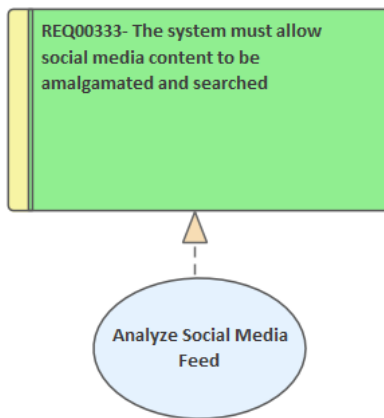 REQ00333- The system must allow
social media content to be
amalgamated and searched
Analyze Social Media
Feed